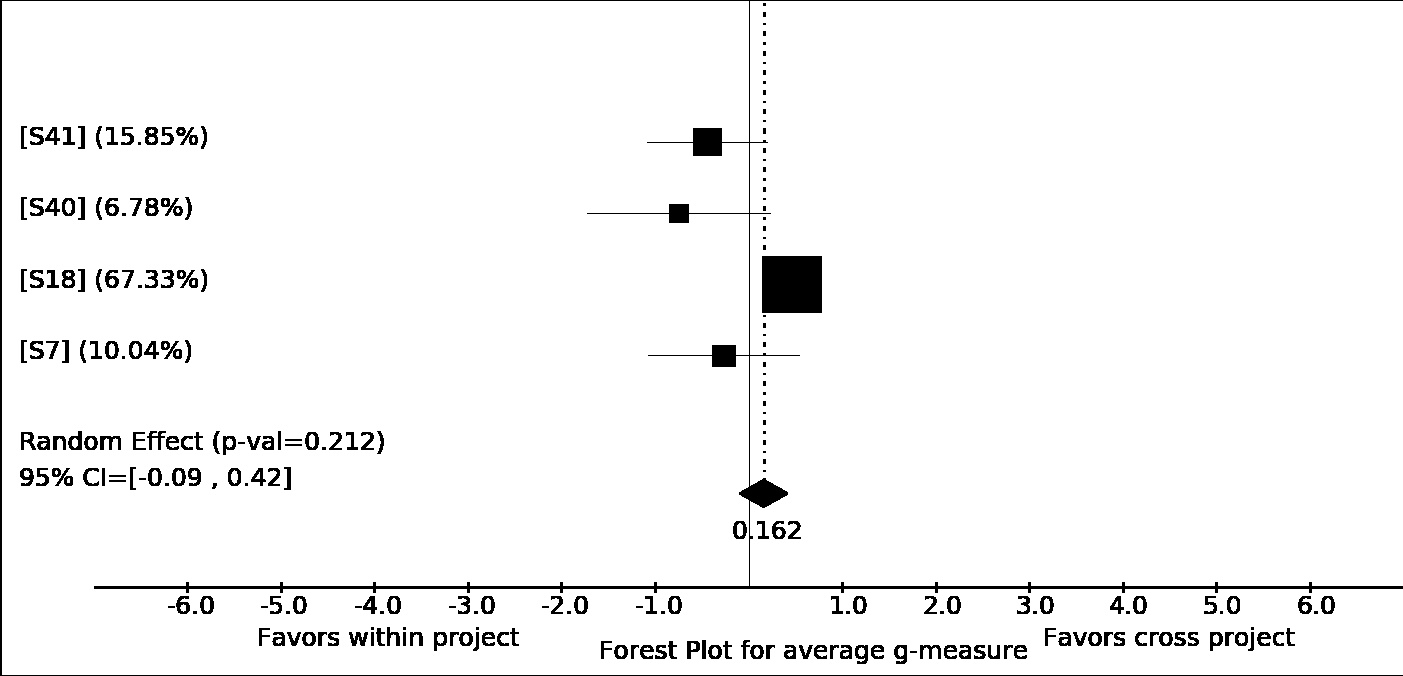 [S41] (15.85%)
[S40] (6.78%)
[S18] (67.33%)
[S7] (10.04%)
Random Effect (p-val=0.212)
95% CI=[-0.09 , 0.42]
0.162
-6.0 -5.0 -4.0 -3.0 -2.0 -1.0 1.0 2.0 3.0 4.0 5.0 6.0
Favors within project Favors cross project
Forest Plot for average g-measure